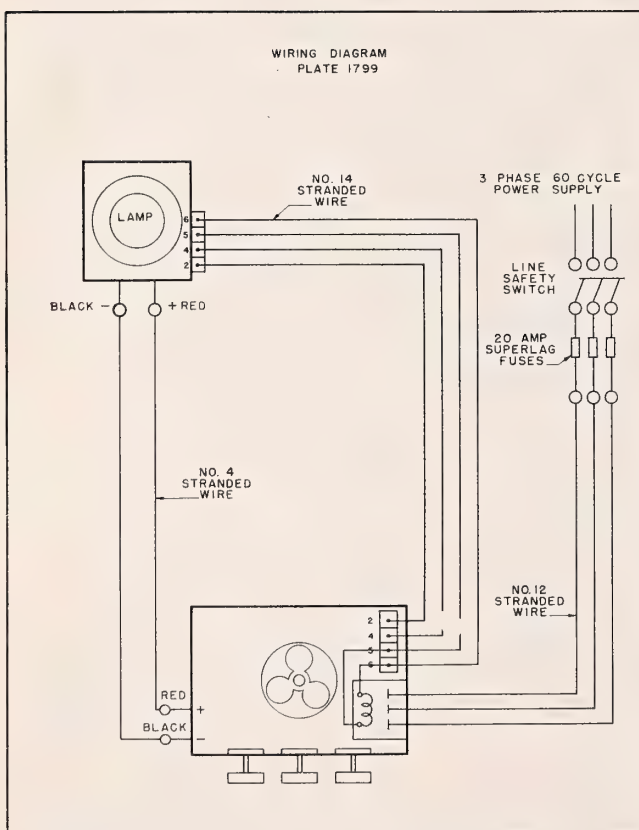 WIRING DIAGRAM
PLATE 1799
NO. 14
STRANDED
WIRE
3 PHASE 60 CYCLE
POWER SUPPLY
LAMP
6
5
4
2
LINE
SAFETY
SWITCH
BLACK –
+ RED
20 AMP
SUPERLAG
FUSES
NO. 4
STRANDED
WIRE
NO. 12
STRANDED
WIRE
2
4
5
6
RED
+
BLACK
–